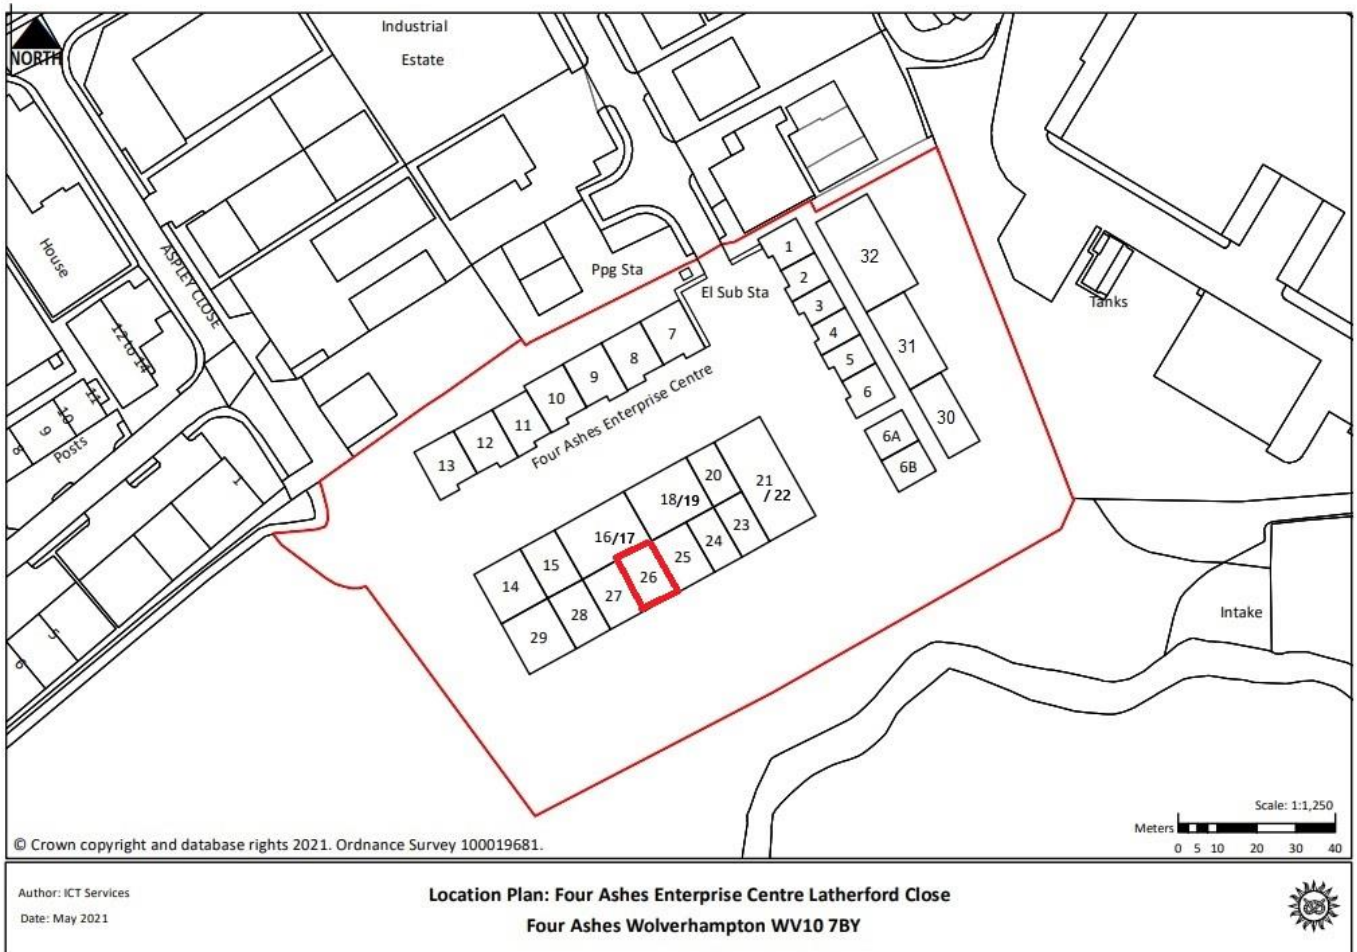 Industrial
Estate
NORTH
House
ASPLEY CLOSE
12 to 14
11
10
9
8
Posts
1
5
6
Ppg Sta
El Sub Sta
Tanks
1
2
3
4
5
6
6A
6B
32
31
30
7
8
9
10
11
12
13
Four Ashes Enterprise Centre
14
15
16/17
18/19
20
21
/ 22
23
24
25
26
27
28
29
Intake
Scale: 1:1,250
Meters
0 5 10 20 30 40
© Crown copyright and database rights 2021. Ordnance Survey 100019681.
Author: ICT Services
Date: May 2021
Location Plan: Four Ashes Enterprise Centre Latherford Close
Four Ashes Wolverhampton WV10 7BY